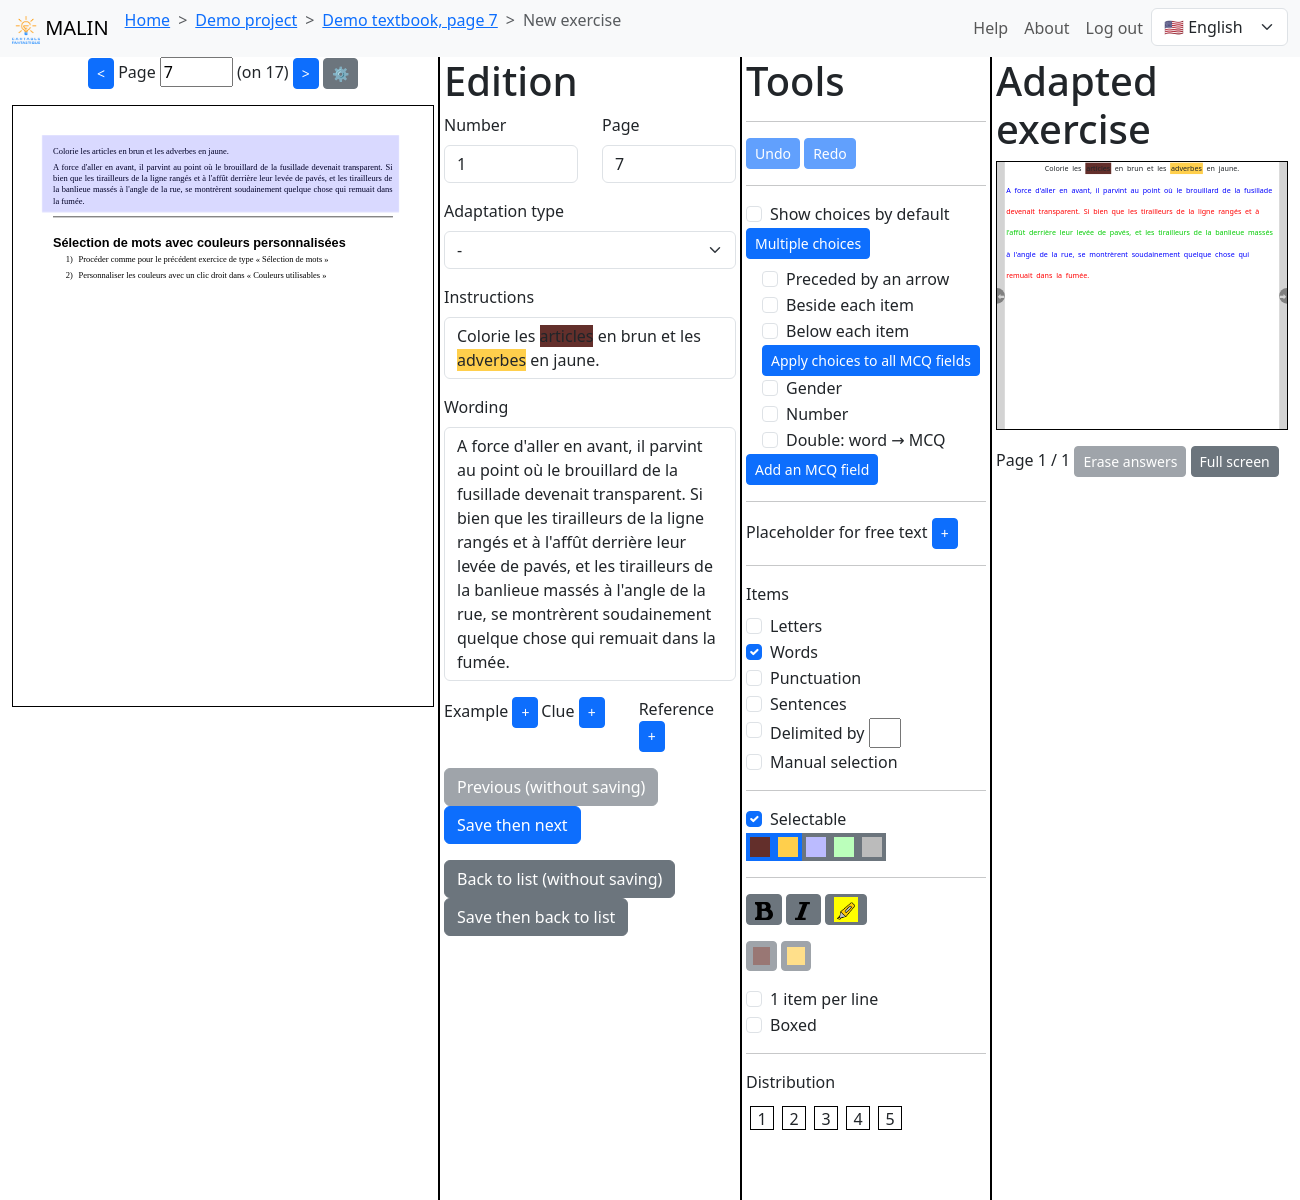 MALIN Home > Demo project > Demo textbook, page 7 > New exercise Help About Log out 🇺🇸 English
< Page 7 (on 17) > ⚙️
Colorie les articles en brun et les adverbes en jaune.
A force d'aller en avant, il parvint au point où le brouillard de la fusillade devenait transparent. Si
bien que les tirailleurs de la ligne rangés et à l'affût derrière leur levée de pavés, et les tirailleurs de
la banlieue massés à l'angle de la rue, se montrèrent soudainement quelque chose qui remuait dans
la fumée.
Sélection de mots avec couleurs personnalisées
1) Procéder comme pour le précédent exercice de type « Sélection de mots »
2) Personnaliser les couleurs avec un clic droit dans « Couleurs utilisables »
Edition
Number Page
1 7
Adaptation type
-
Instructions
Colorie les articles en brun et les
adverbes en jaune.
Wording
A force d'aller en avant, il parvint
au point où le brouillard de la
fusillade devenait transparent. Si
bien que les tirailleurs de la ligne
rangés et à l'affût derrière leur
levée de pavés, et les tirailleurs de
la banlieue massés à l'angle de la
rue, se montrèrent soudainement
quelque chose qui remuait dans la
fumée.
Example + Clue + Reference
+
Previous (without saving)
Save then next
Back to list (without saving)
Save then back to list
Tools
Undo Redo
Show choices by default
Multiple choices
Preceded by an arrow
Beside each item
Below each item
Apply choices to all MCQ fields
Gender
Number
Double: word → MCQ
Add an MCQ field
Placeholder for free text +
Items
Letters
Words
Punctuation
Sentences
Delimited by
Manual selection
Selectable
B I
1 item per line
Boxed
Distribution
1 2 3 4 5
Adapted
exercise
Colorie les articles en brun et les adverbes en jaune.
A force d'aller en avant, il parvint au point où le brouillard de la fusillade
devenait transparent. Si bien que les tirailleurs de la ligne rangés et à
l'affût derrière leur levée de pavés, et les tirailleurs de la banlieue massés
à l'angle de la rue, se montrèrent soudainement quelque chose qui
remuait dans la fumée.
Page 1 / 1 Erase answers Full screen